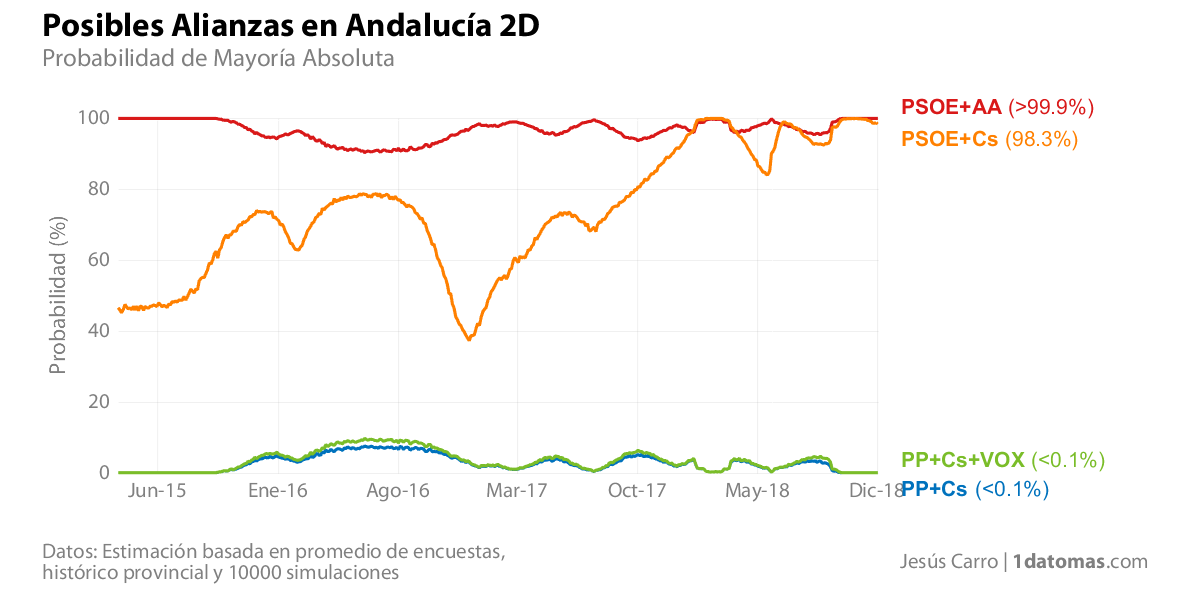 Posibles Alianzas en Andalucía 2D
Probabilidad de Mayoría Absoluta
Probabilidad (%)
100
80
60
40
20
0
Jun-15
Ene-16
Ago-16
Mar-17
Oct-17
May-18
Dic-18
PSOE+AA (>99.9%)
PSOE+Cs (98.3%)
PP+Cs+VOX (<0.1%)
PP+Cs (<0.1%)
Datos: Estimación basada en promedio de encuestas,
histórico provincial y 10000 simulaciones
Jesús Carro | 1datomas.com